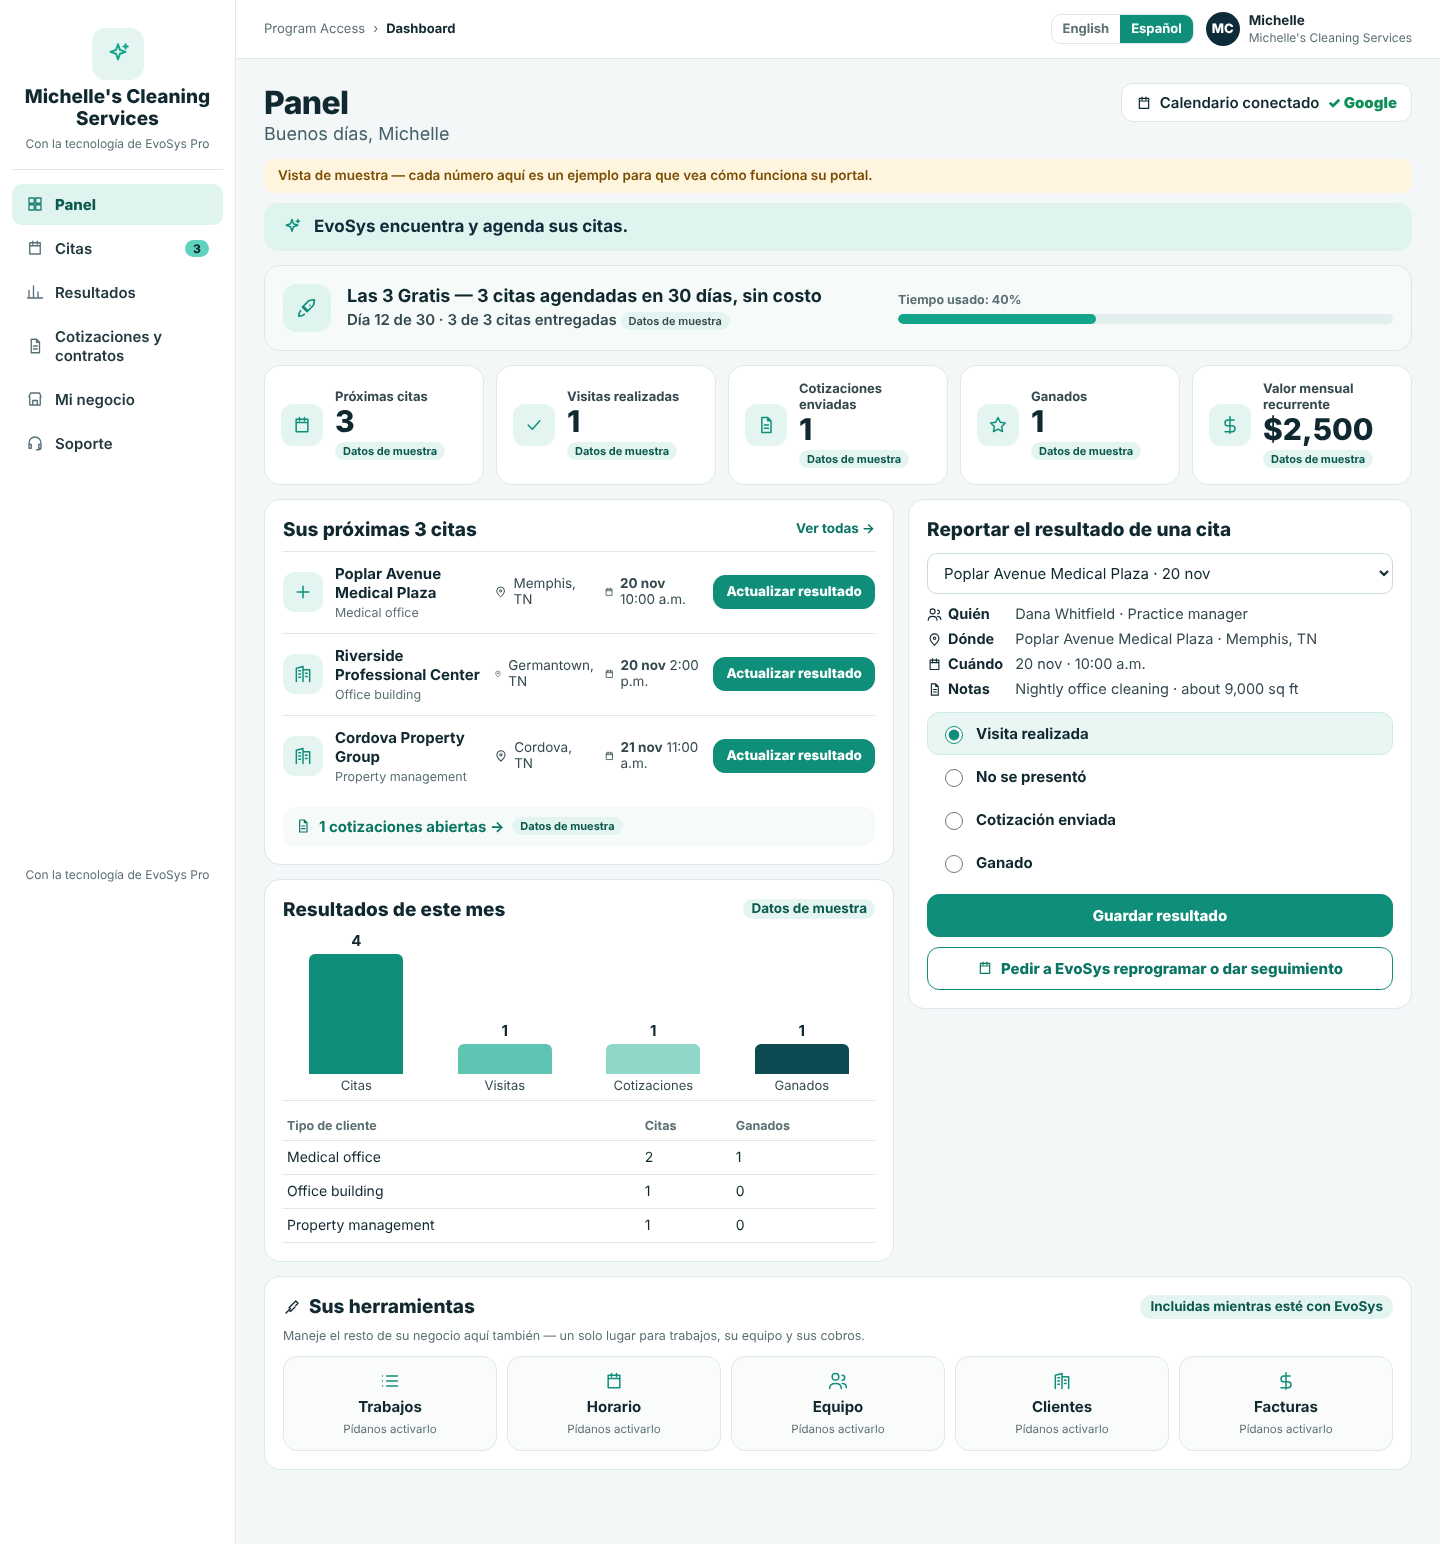 Michelle's Cleaning
Services
Con la tecnología de EvoSys Pro
Panel
Citas
3
Resultados
Cotizaciones y
contratos
Mi negocio
Soporte
Con la tecnología de EvoSys Pro
Program Access › Dashboard
English
Español
MC
Michelle
Michelle's Cleaning Services
Panel
Buenos días, Michelle
Calendario conectado ✓ Google
Vista de muestra — cada número aquí es un ejemplo para que vea cómo funciona su portal.
EvoSys encuentra y agenda sus citas.
Las 3 Gratis — 3 citas agendadas en 30 días, sin costo
Día 12 de 30 · 3 de 3 citas entregadas Datos de muestra
Tiempo usado: 40%
Próximas citas
3
Datos de muestra
Visitas realizadas
1
Datos de muestra
Cotizaciones
enviadas
1
Datos de muestra
Ganados
1
Datos de muestra
Valor mensual
recurrente
$2,500
Datos de muestra
Sus próximas 3 citas
Ver todas →
Poplar Avenue
Medical Plaza
Medical office
Memphis,
TN
20 nov
10:00 a.m.
Actualizar resultado
Riverside
Professional Center
Office building
Germantown,
TN
20 nov 2:00
p.m.
Actualizar resultado
Cordova Property
Group
Property management
Cordova,
TN
21 nov 11:00
a.m.
Actualizar resultado
1 cotizaciones abiertas → Datos de muestra
Reportar el resultado de una cita
Poplar Avenue Medical Plaza · 20 nov
Quién Dana Whitfield · Practice manager
Dónde Poplar Avenue Medical Plaza · Memphis, TN
Cuándo 20 nov · 10:00 a.m.
Notas Nightly office cleaning · about 9,000 sq ft
Visita realizada
No se presentó
Cotización enviada
Ganado
Guardar resultado
Pedir a EvoSys reprogramar o dar seguimiento
Resultados de este mes
Datos de muestra
4
1
1
1
Citas
Visitas
Cotizaciones
Ganados
Tipo de cliente Citas Ganados
Medical office 2 1
Office building 1 0
Property management 1 0
Sus herramientas
Incluidas mientras esté con EvoSys
Maneje el resto de su negocio aquí también — un solo lugar para trabajos, su equipo y sus cobros.
Trabajos
Pídanos activarlo
Horario
Pídanos activarlo
Equipo
Pídanos activarlo
Clientes
Pídanos activarlo
Facturas
Pídanos activarlo